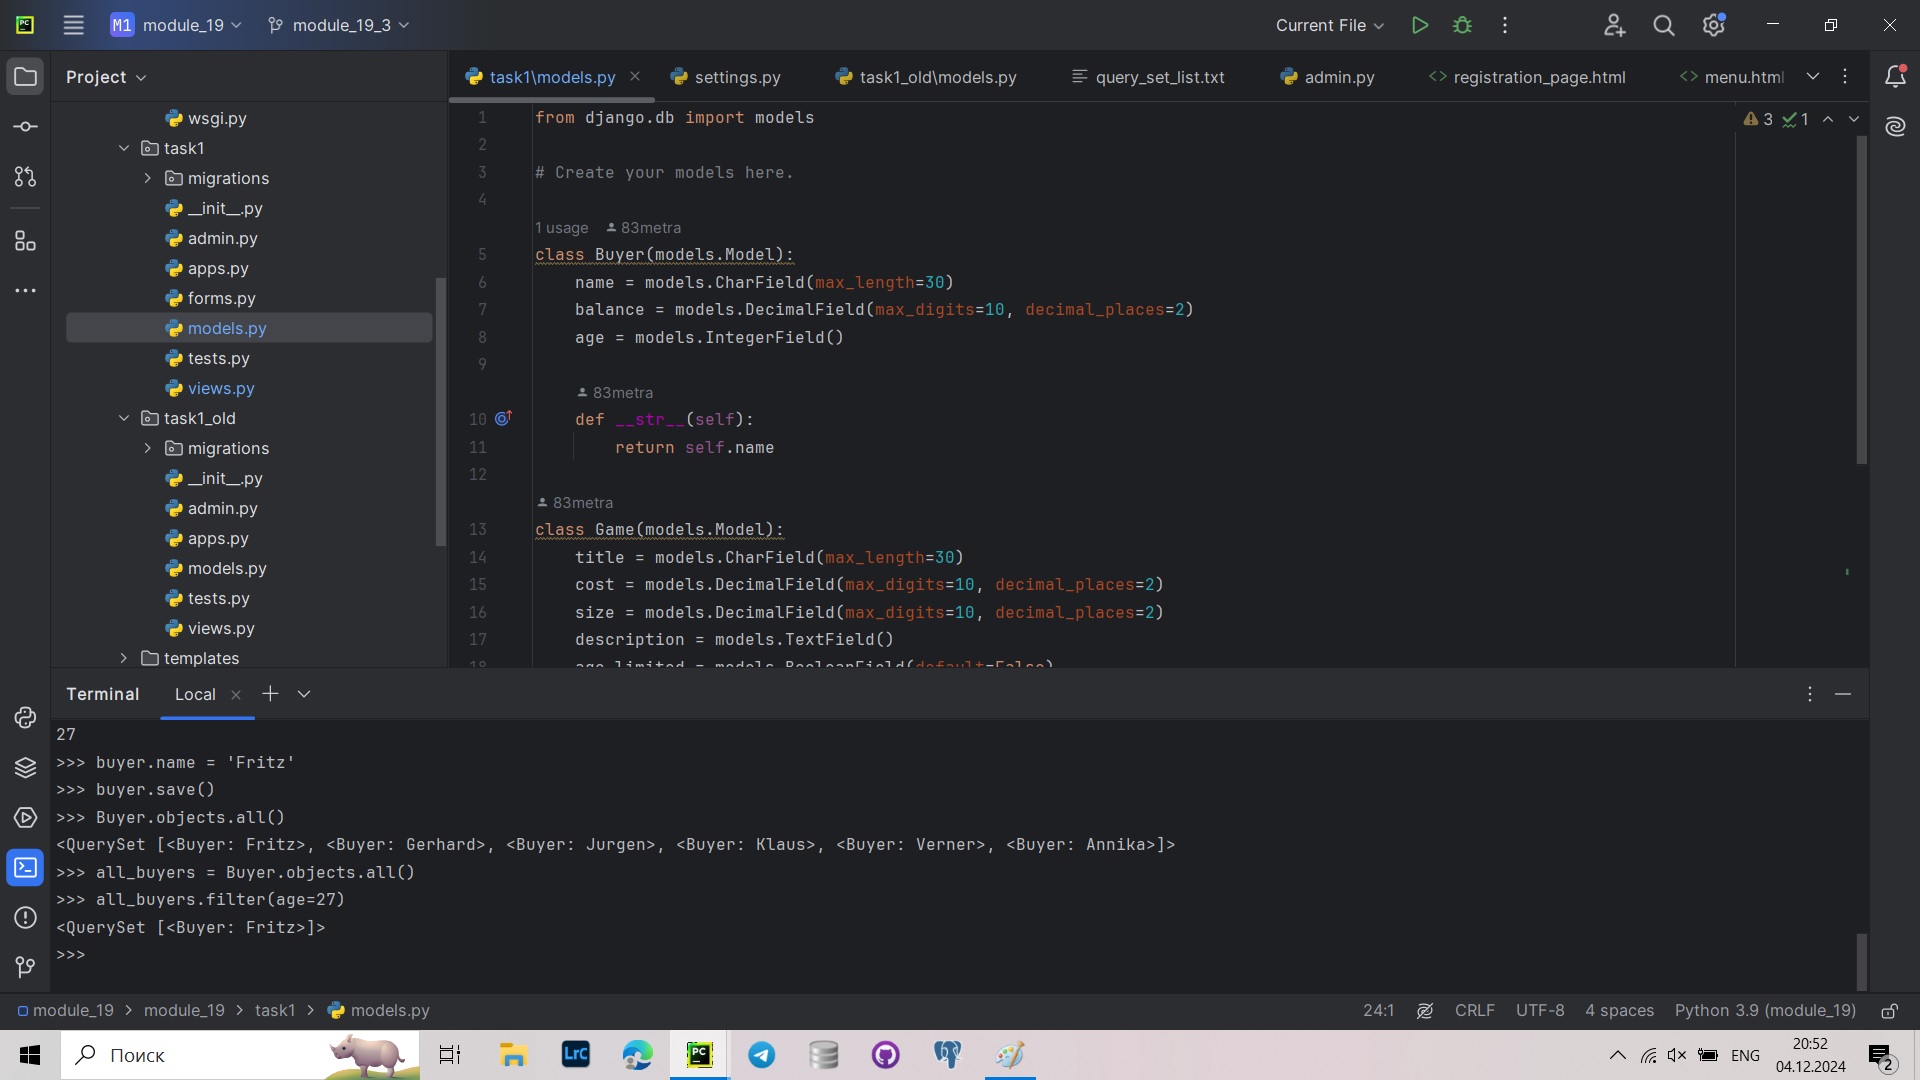 M1 module_19 module_19_3 Current File
Project
wsgi.py
task1
migrations
__init__.py
admin.py
apps.py
forms.py
models.py
tests.py
views.py
task1_old
migrations
__init__.py
admin.py
apps.py
models.py
tests.py
views.py
templates
task1\models.py settings.py task1_old\models.py query_set_list.txt admin.py registration_page.html menu.html
3 1
1 from django.db import models
2
3 # Create your models here.
4
1 usage 83metra
5 class Buyer(models.Model):
6 name = models.CharField(max_length=30)
7 balance = models.DecimalField(max_digits=10, decimal_places=2)
8 age = models.IntegerField()
9
83metra
10 def __str__(self):
11 return self.name
12
83metra
13 class Game(models.Model):
14 title = models.CharField(max_length=30)
15 cost = models.DecimalField(max_digits=10, decimal_places=2)
16 size = models.DecimalField(max_digits=10, decimal_places=2)
17 description = models.TextField()
18 age_limited = models.BooleanField(default=False)
Terminal Local
27
>>> buyer.name = 'Fritz'
>>> buyer.save()
>>> Buyer.objects.all()
<QuerySet [<Buyer: Fritz>, <Buyer: Gerhard>, <Buyer: Jurgen>, <Buyer: Klaus>, <Buyer: Verner>, <Buyer: Annika>]>
>>> all_buyers = Buyer.objects.all()
>>> all_buyers.filter(age=27)
<QuerySet [<Buyer: Fritz>]>
>>>
module_19 > module_19 > task1 > models.py 24:1 CRLF UTF-8 4 spaces Python 3.9 (module_19)
Поиск LrC PC ENG 20:52
04.12.2024 2